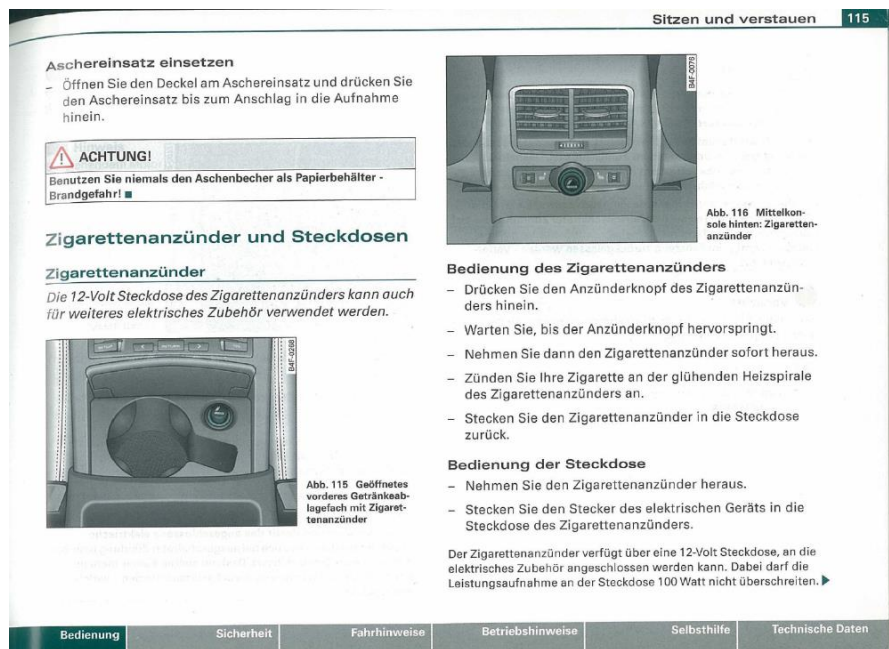 Sitzen und verstauen 115
Aschereinsatz einsetzen
– Öffnen Sie den Deckel am Aschereinsatz und drücken Sie
den Aschereinsatz bis zum Anschlag in die Aufnahme
hinein.
ACHTUNG!
Benutzen Sie niemals den Aschenbecher als Papierbehälter -
Brandgefahr! ■
Zigarettenanzünder und Steckdosen
Zigarettenanzünder
Die 12-Volt Steckdose des Zigarettenanzünders kann auch
für weiteres elektrisches Zubehör verwendet werden.
B4F-0268
Abb. 115 Geöffnetes
vorderes Getränkeab-
lagefach mit Zigaret-
tenanzünder
B4F-0076
Abb. 116 Mittelkon-
sole hinten: Zigaretten-
anzünder
Bedienung des Zigarettenanzünders
– Drücken Sie den Anzünderknopf des Zigarettenanzün-
ders hinein.
– Warten Sie, bis der Anzünderknopf hervorspringt.
– Nehmen Sie dann den Zigarettenanzünder sofort heraus.
– Zünden Sie Ihre Zigarette an der glühenden Heizspirale
des Zigarettenanzünders an.
– Stecken Sie den Zigarettenanzünder in die Steckdose
zurück.
Bedienung der Steckdose
– Nehmen Sie den Zigarettenanzünder heraus.
– Stecken Sie den Stecker des elektrischen Geräts in die
Steckdose des Zigarettenanzünders.
Der Zigarettenanzünder verfügt über eine 12-Volt Steckdose, an die
elektrisches Zubehör angeschlossen werden kann. Dabei darf die
Leistungsaufnahme an der Steckdose 100 Watt nicht überschreiten. ▶
Bedienung Sicherheit Fahrhinweise Betriebshinweise Selbsthilfe Technische Daten